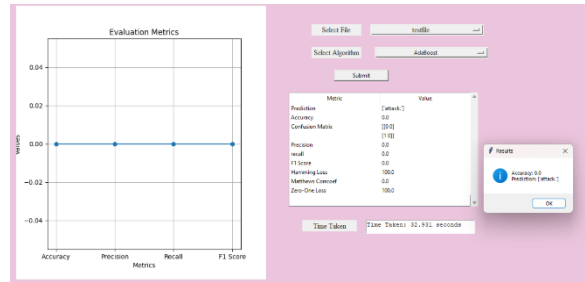 Evaluation Metrics
0.04
0.02
0.00
−0.02
−0.04
Values
Accuracy Precision Recall F1 Score
Metrics
Select File testfile
Select Algorithm AdaBoost
Submit
Metric Value
Prediction ['attack.']
Accuracy 0.0
Confusion Matrix [[0 0]
[1 0]]
Precision 0.0
recall 0.0
F1 Score 0.0
Hamming Loss 100.0
Matthews Corrcoef 0.0
Zero-One Loss 100.0
Time Taken Time Taken: 32.931 seconds
Results
Accuracy: 0.0
Prediction: ['attack.']
OK